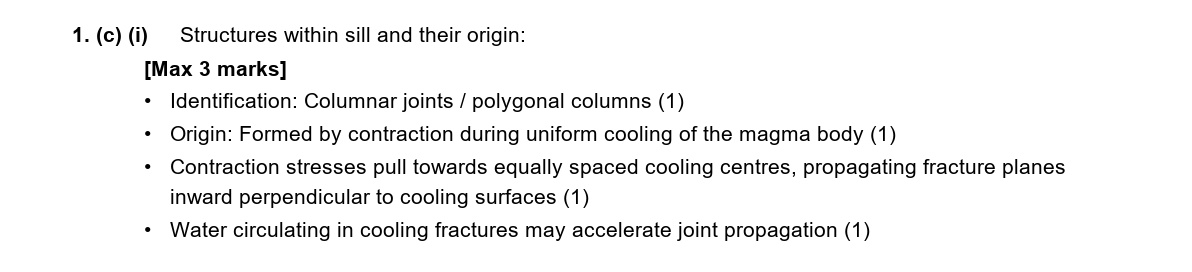 1. (c) (i) Structures within sill and their origin:
[Max 3 marks]
• Identification: Columnar joints / polygonal columns (1)
• Origin: Formed by contraction during uniform cooling of the magma body (1)
• Contraction stresses pull towards equally spaced cooling centres, propagating fracture planes
inward perpendicular to cooling surfaces (1)
• Water circulating in cooling fractures may accelerate joint propagation (1)